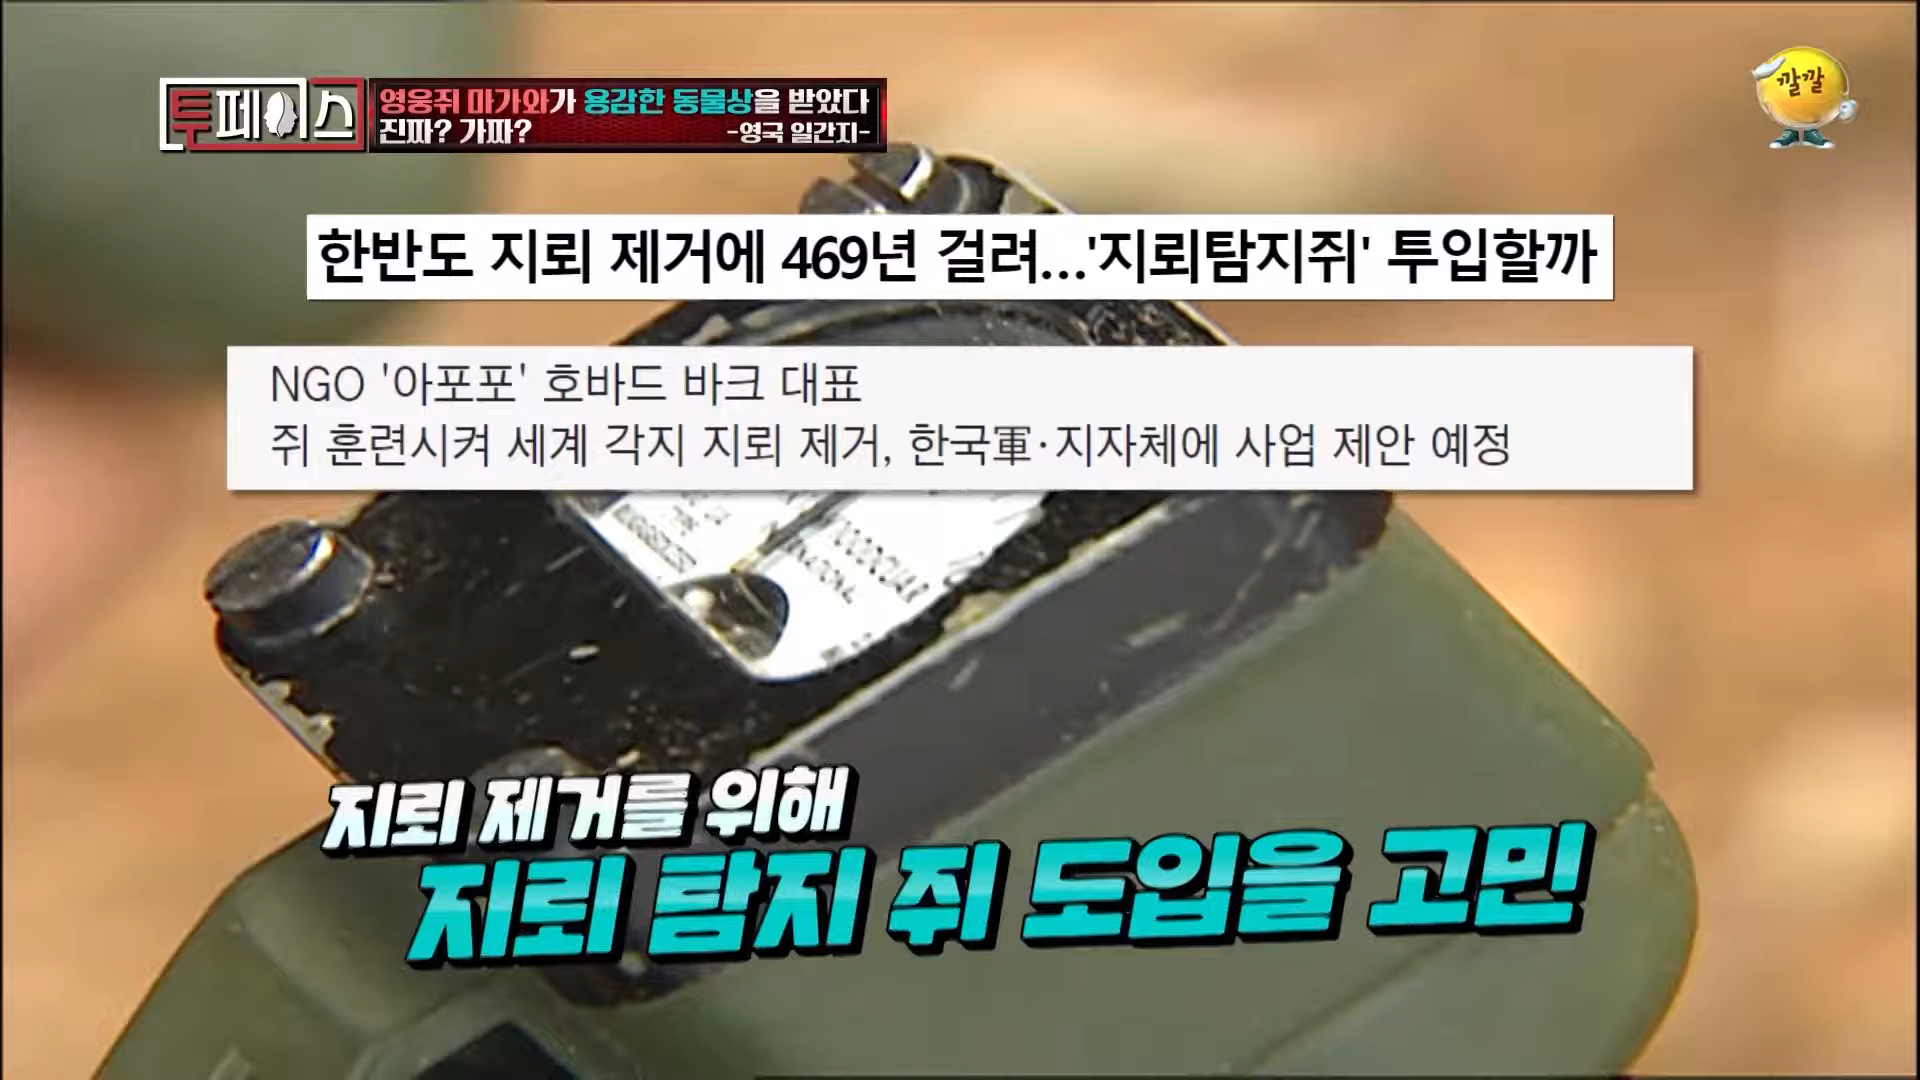 투페이스
영웅쥐 마가와가 용감한 동물상을 받았다
진짜? 가짜? -영국 일간지-
깔깔
한반도 지뢰 제거에 469년 걸려...'지뢰탐지쥐' 투입할까
NGO '아포포' 호바드 바크 대표
쥐 훈련시켜 세계 각지 지뢰 제거, 한국軍·지자체에 사업 제안 예정
지뢰 제거를 위해
지뢰 탐지 쥐 도입을 고민